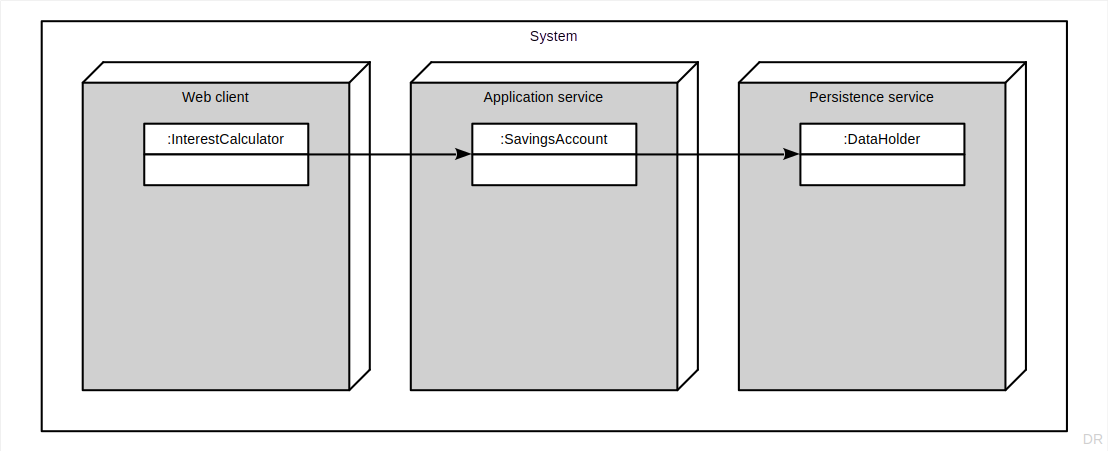 System
Web client
Application service
Persistence service
:InterestCalculator
:SavingsAccount
:DataHolder
DR